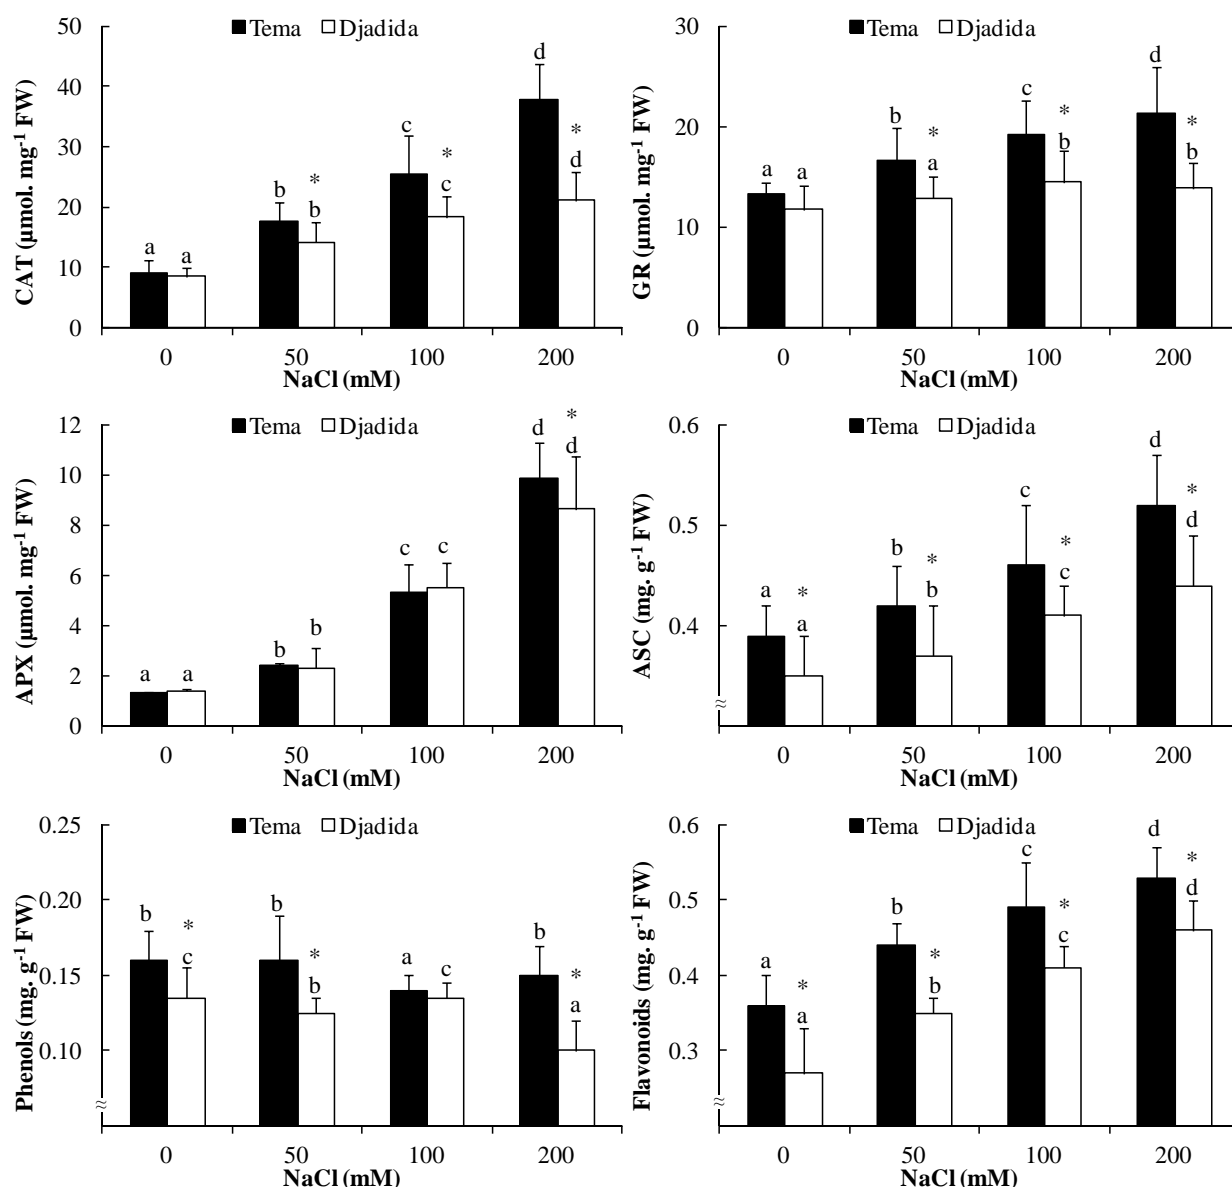 CAT (µmol. mg⁻¹ FW)
■Tema □Djadida
50
40
30
20
10
0
a a b * b c * c d * d
0 50 100 200
NaCl (mM)
GR (µmol. mg⁻¹ FW)
■Tema □Djadida
30
20
10
0
a a b * a c * b d * b
0 50 100 200
NaCl (mM)
APX (µmol. mg⁻¹ FW)
■Tema □Djadida
12
10
8
6
4
2
0
a a b b c c d * d
0 50 100 200
NaCl (mM)
ASC (mg. g⁻¹ FW)
■Tema □Djadida
0.6
0.5
0.4
≈
a * a b * b c * c d * d
0 50 100 200
NaCl (mM)
Phenols (mg. g⁻¹ FW)
■Tema □Djadida
0.25
0.20
0.15
0.10
≈
b * c b * b a c b * a
0 50 100 200
NaCl (mM)
Flavonoids (mg. g⁻¹ FW)
■Tema □Djadida
0.6
0.5
0.4
0.3
≈
a * a b * b c * c d * d
0 50 100 200
NaCl (mM)